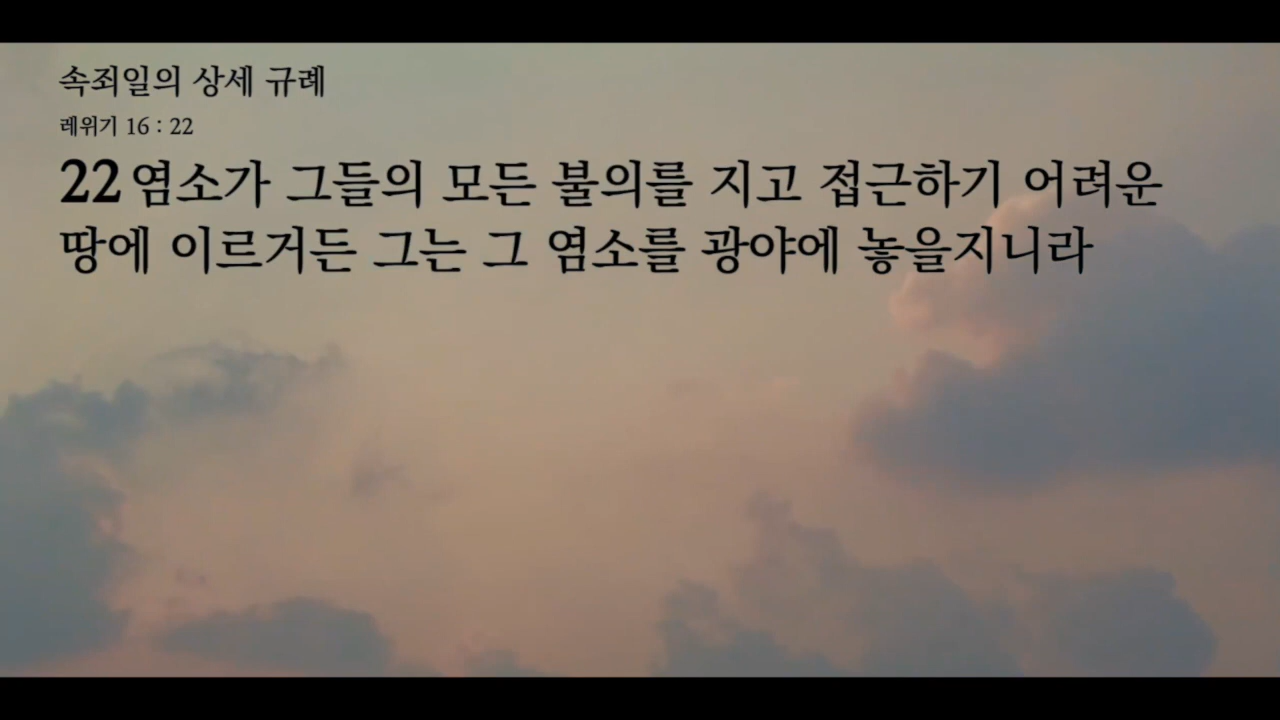 속죄일의 상세 규례
레위기 16 : 22
22 염소가 그들의 모든 불의를 지고 접근하기 어려운
땅에 이르거든 그는 그 염소를 광야에 놓을지니라